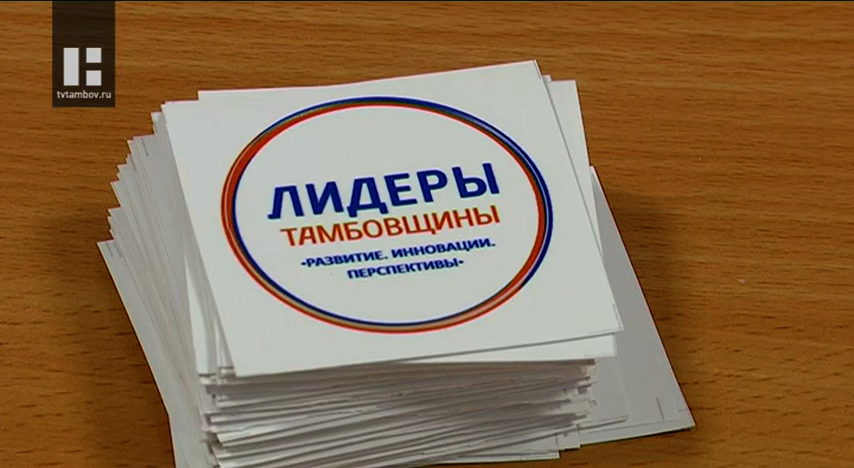 tvtambov.ru
ЛИДЕРЫ
ТАМБОВЩИНЫ
•РАЗВИТИЕ. ИННОВАЦИИ.
ПЕРСПЕКТИВЫ•